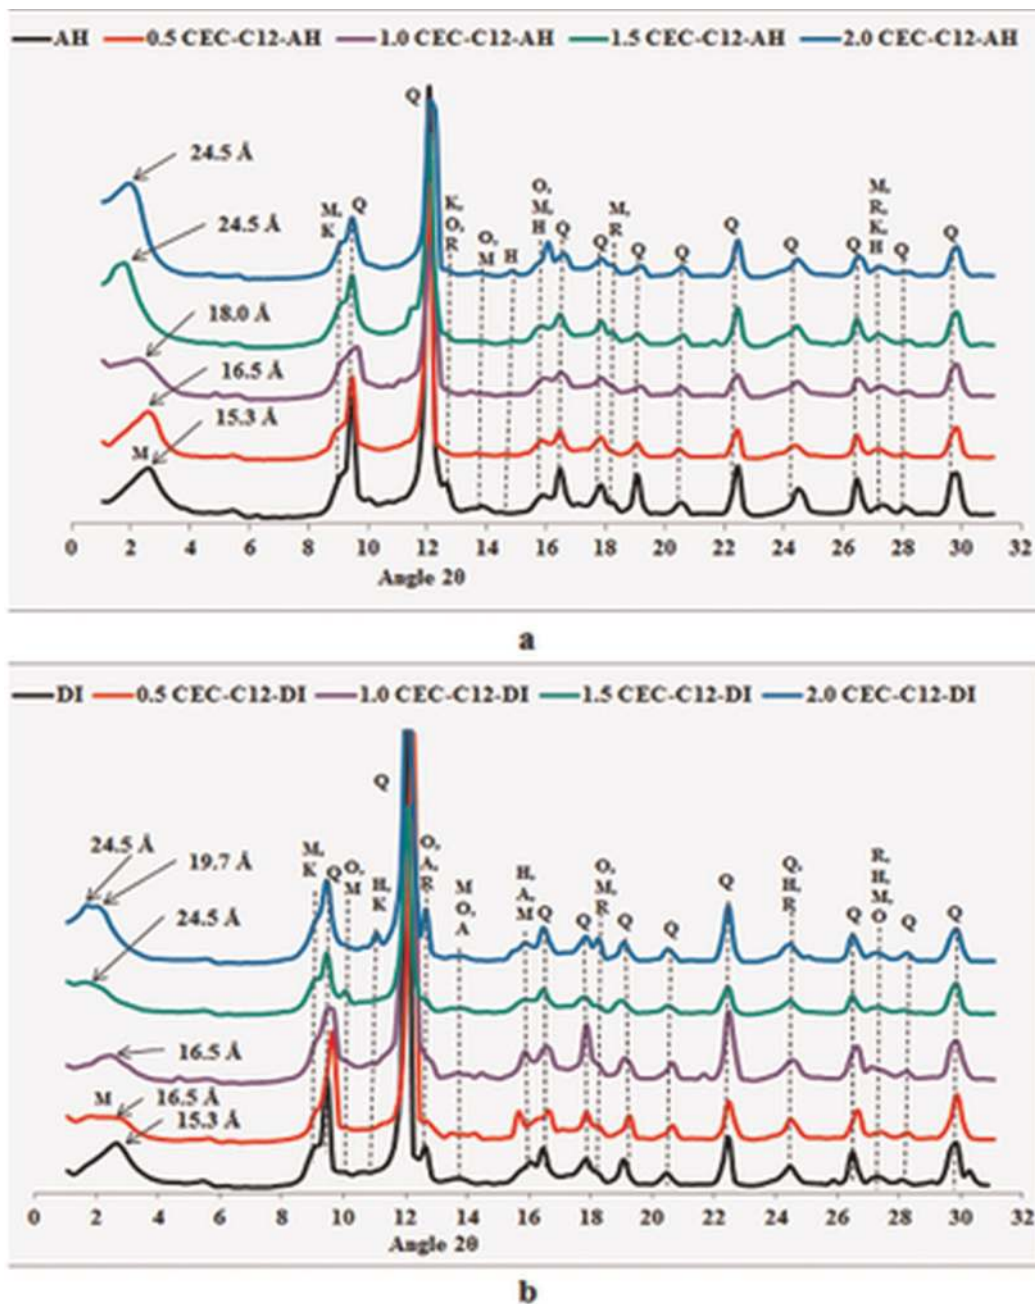 AH 0.5 CEC-C12-AH 1.0 CEC-C12-AH 1.5 CEC-C12-AH 2.0 CEC-C12-AH
Q
24.5 Å
24.5 Å
18.0 Å
16.5 Å
15.3 Å
M
M,
K
Q
K,
O,
R
O,
M
H
O,
M,
H
Q
Q
M,
R
Q
Q
Q
Q
Q
M,
R,
K,
H
Q
Q
0 2 4 6 8 10 12 14 16 18 20 22 24 26 28 30 32
Angle 2θ
a
DI 0.5 CEC-C12-DI 1.0 CEC-C12-DI 1.5 CEC-C12-DI 2.0 CEC-C12-DI
Q
24.5 Å
19.7 Å
24.5 Å
16.5 Å
M
16.5 Å
15.3 Å
M,
K
Q
O,
M
H,
K
O,
A,
R
M
O,
A
H,
A,
M
Q
Q
O,
M,
R
Q
Q
Q
Q,
H,
R
Q
R,
H,
M,
O
Q
Q
0 2 4 6 8 10 12 14 16 18 20 22 24 26 28 30 32
Angle 2θ
b